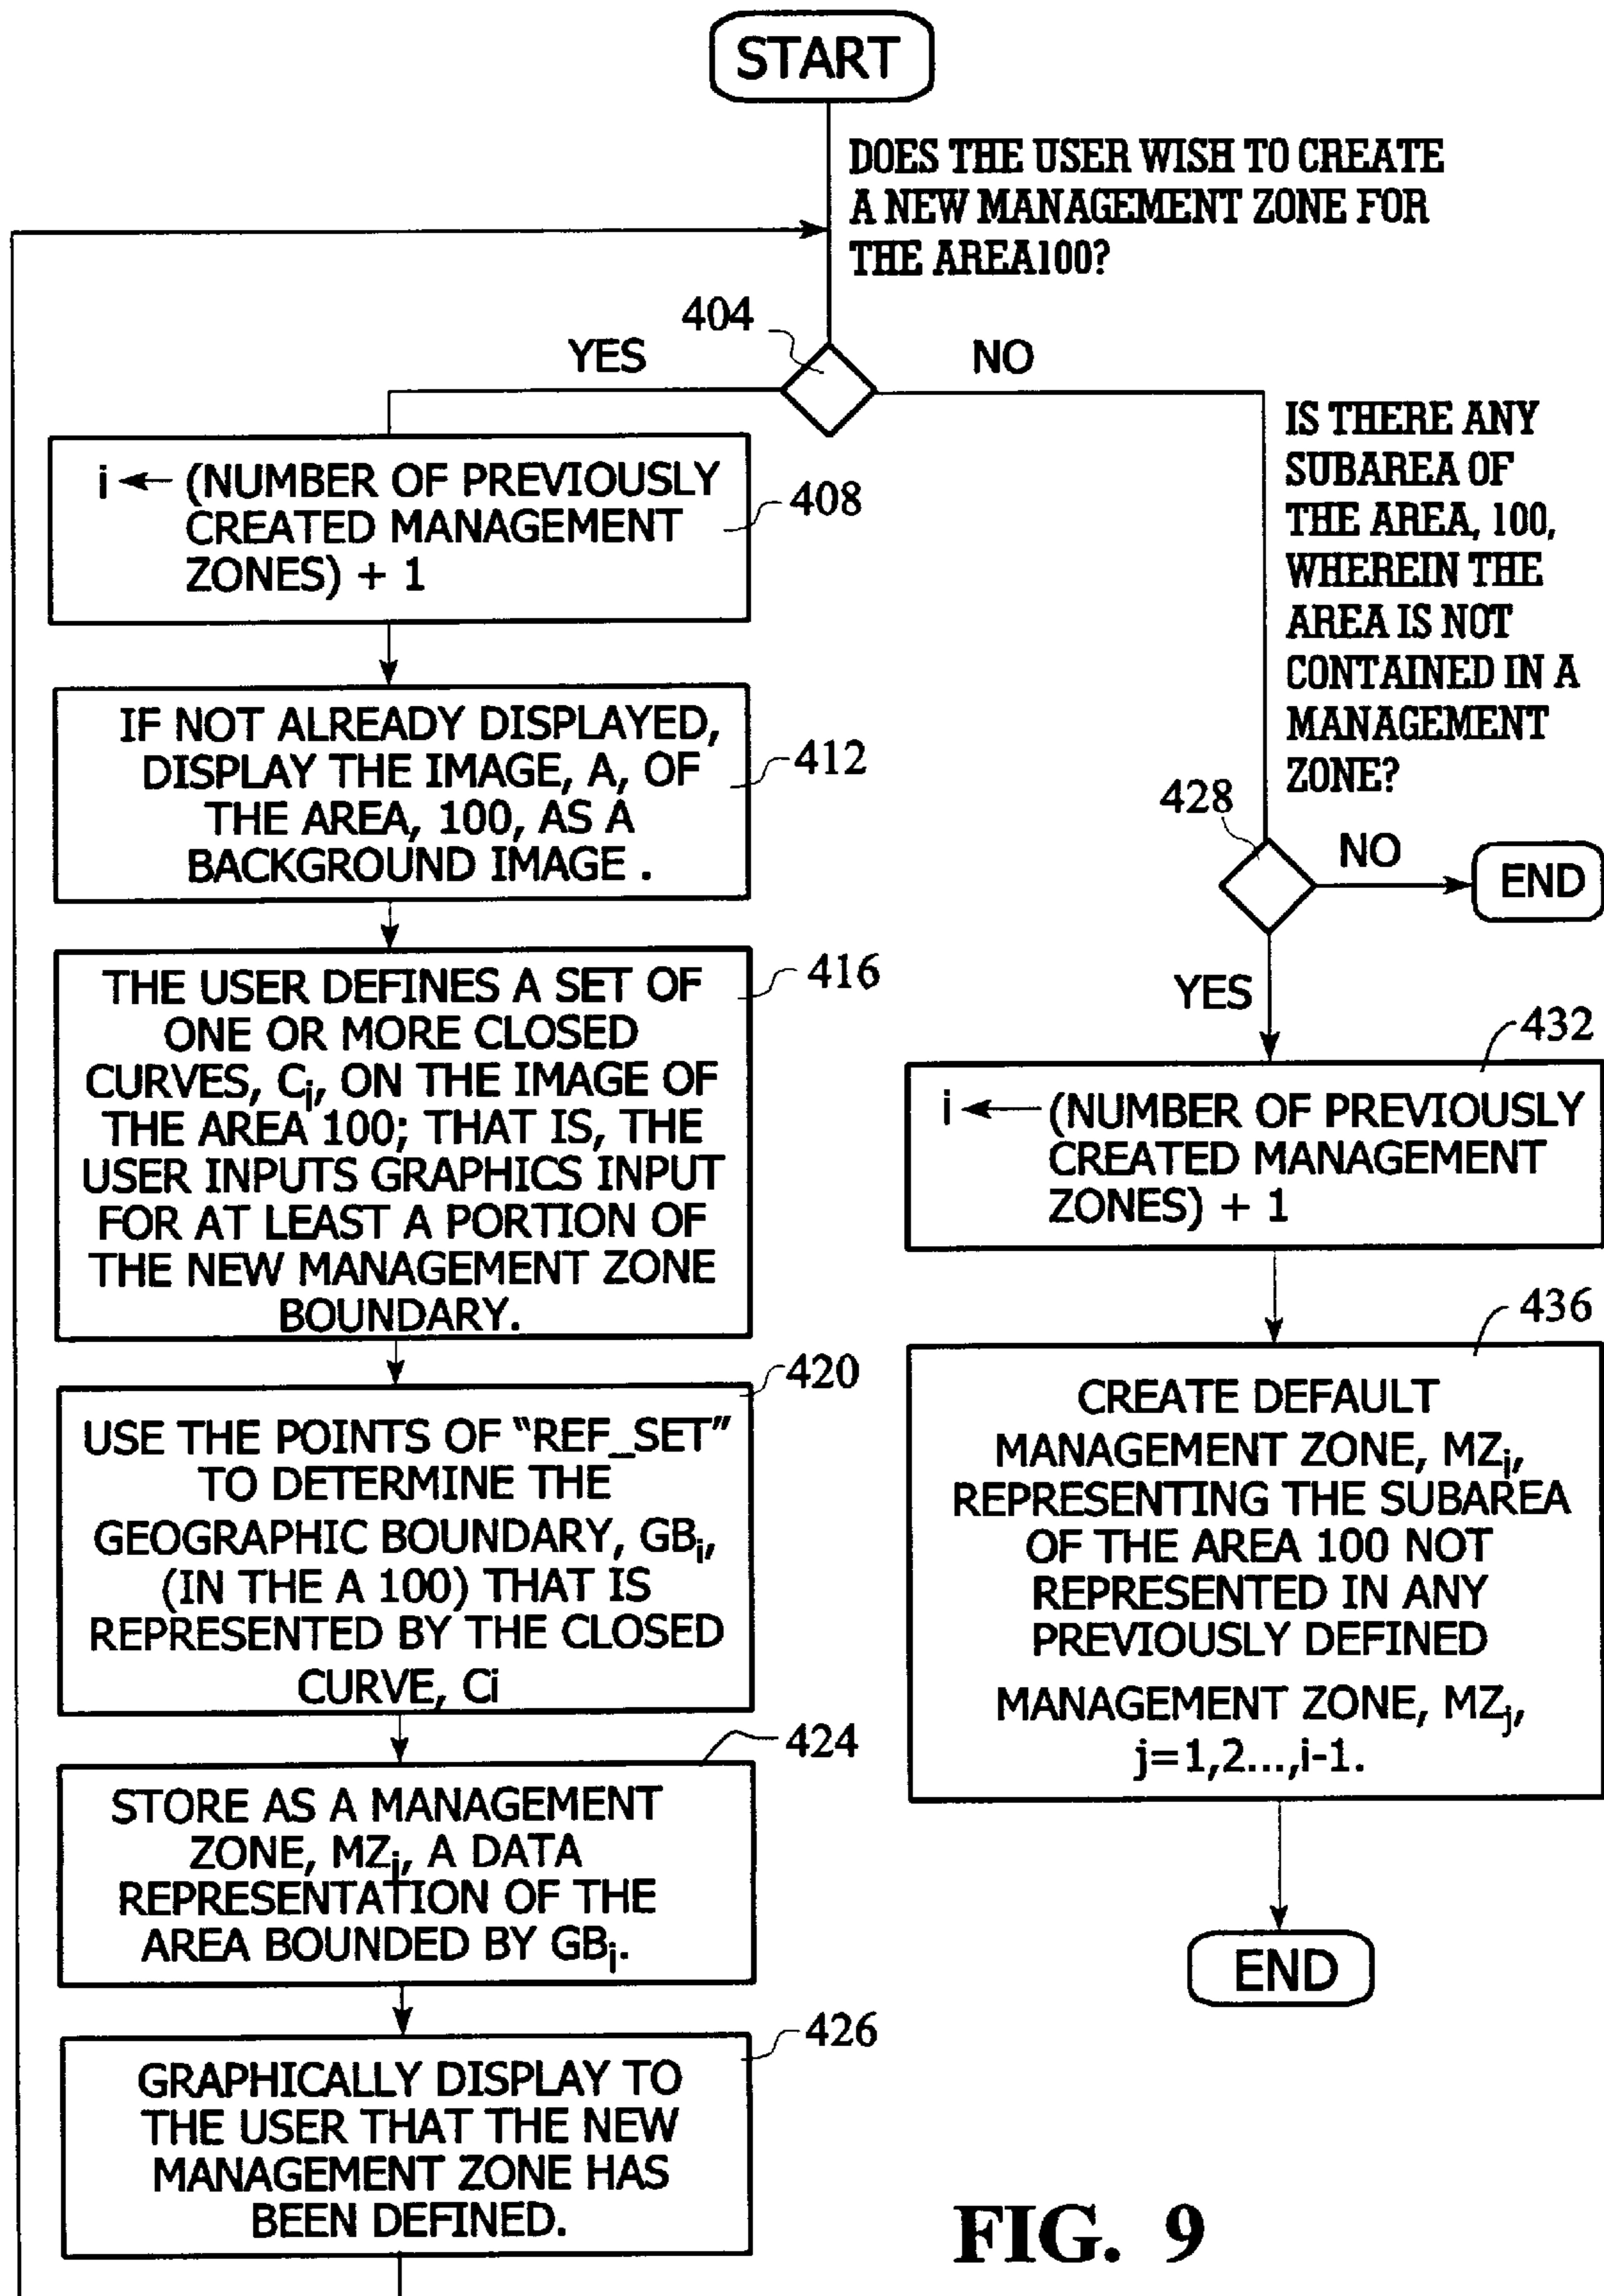 START
DOES THE USER WISH TO CREATE
A NEW MANAGEMENT ZONE FOR
THE AREA100?
404
YES
NO
i ← (NUMBER OF PREVIOUSLY
CREATED MANAGEMENT
ZONES) + 1
408
IF NOT ALREADY DISPLAYED,
DISPLAY THE IMAGE, A, OF
THE AREA, 100, AS A
BACKGROUND IMAGE .
412
THE USER DEFINES A SET OF
ONE OR MORE CLOSED
CURVES, Ci, ON THE IMAGE OF
THE AREA 100; THAT IS, THE
USER INPUTS GRAPHICS INPUT
FOR AT LEAST A PORTION OF
THE NEW MANAGEMENT ZONE
BOUNDARY.
416
USE THE POINTS OF “REF_SET”
TO DETERMINE THE
GEOGRAPHIC BOUNDARY, GBi,
(IN THE A 100) THAT IS
REPRESENTED BY THE CLOSED
CURVE, Ci
420
STORE AS A MANAGEMENT
ZONE, MZi, A DATA
REPRESENTATION OF THE
AREA BOUNDED BY GBi.
424
GRAPHICALLY DISPLAY TO
THE USER THAT THE NEW
MANAGEMENT ZONE HAS
BEEN DEFINED.
426
IS THERE ANY
SUBAREA OF
THE AREA, 100,
WHEREIN THE
AREA IS NOT
CONTAINED IN A
MANAGEMENT
ZONE?
428
NO
END
YES
432
i ← (NUMBER OF PREVIOUSLY
CREATED MANAGEMENT
ZONES) + 1
436
CREATE DEFAULT
MANAGEMENT ZONE, MZi,
REPRESENTING THE SUBAREA
OF THE AREA 100 NOT
REPRESENTED IN ANY
PREVIOUSLY DEFINED
MANAGEMENT ZONE, MZj,
j=1,2...,i-1.
END
FIG. 9